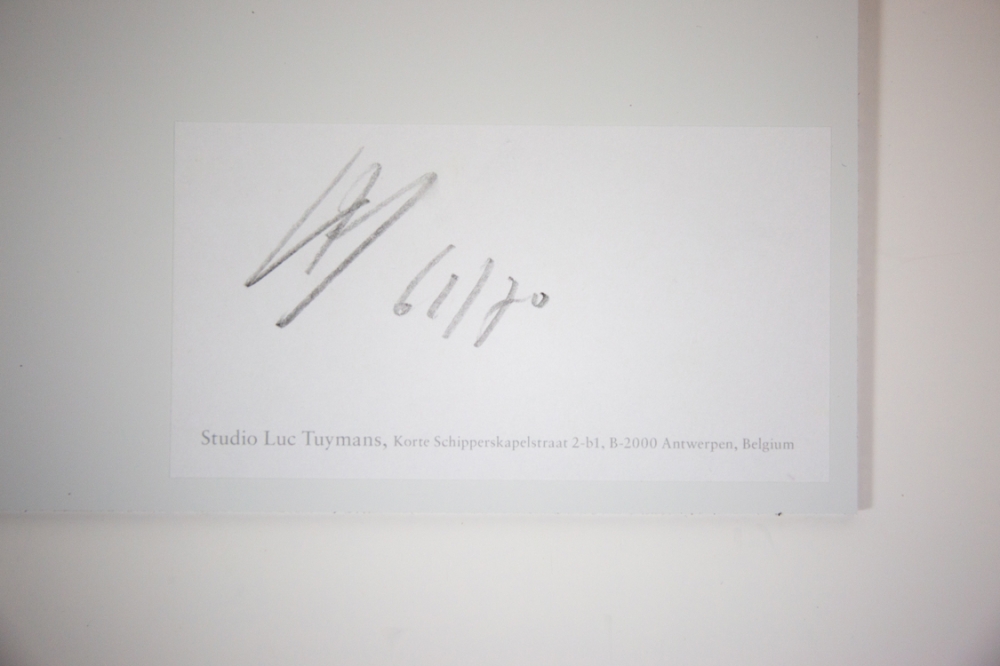 61/70
Studio Luc Tuymans, Korte Schipperskapelstraat 2-b1, B-2000 Antwerpen, Belgium